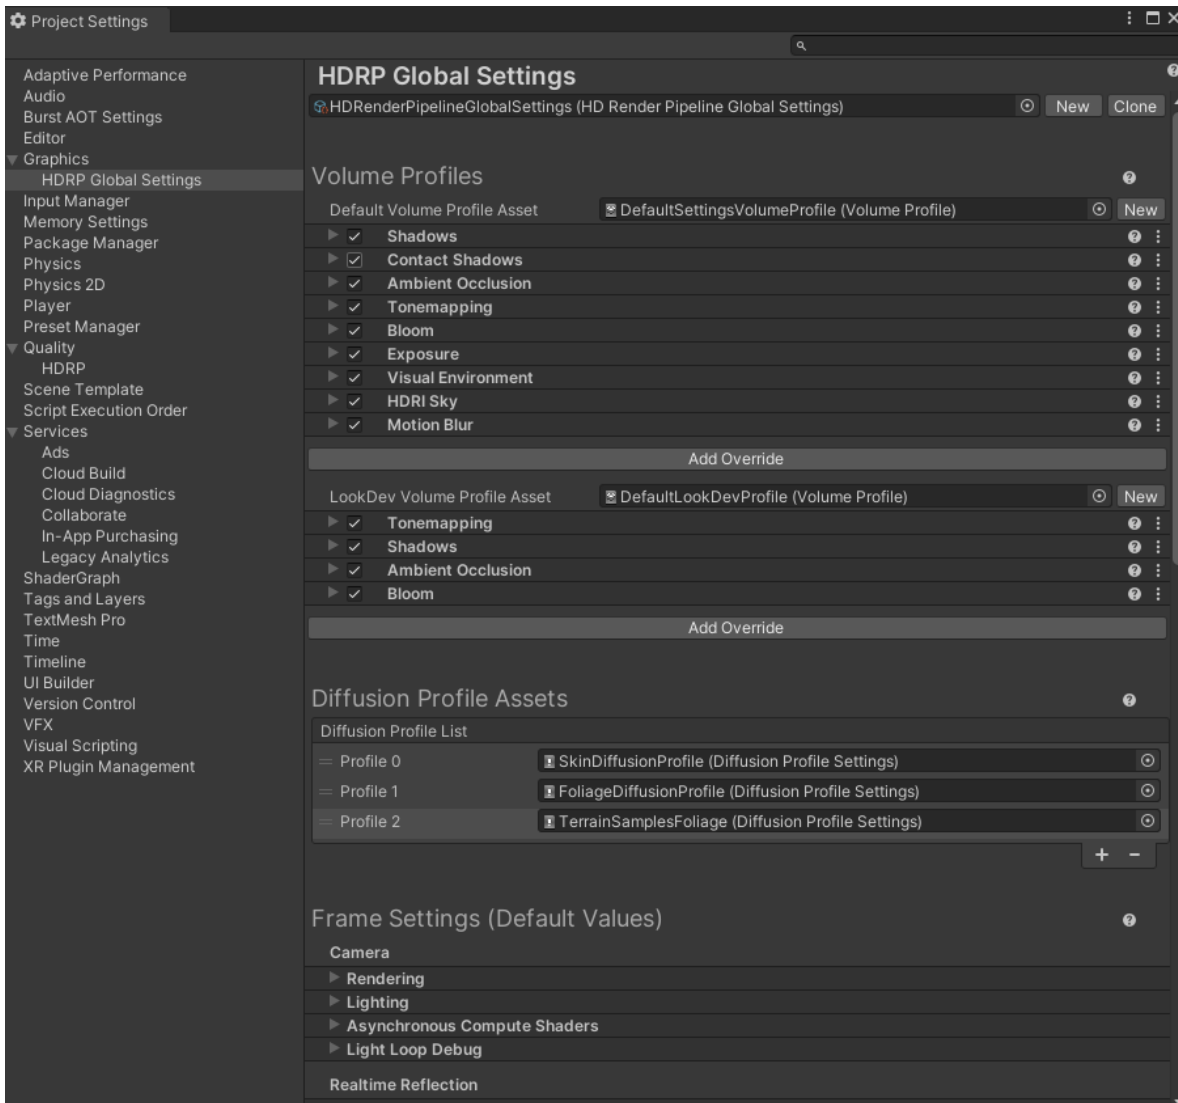 Project Settings
Adaptive Performance
Audio
Burst AOT Settings
Editor
Graphics
HDRP Global Settings
Input Manager
Memory Settings
Package Manager
Physics
Physics 2D
Player
Preset Manager
Quality
HDRP
Scene Template
Script Execution Order
Services
Ads
Cloud Build
Cloud Diagnostics
Collaborate
In-App Purchasing
Legacy Analytics
ShaderGraph
Tags and Layers
TextMesh Pro
Time
Timeline
UI Builder
Version Control
VFX
Visual Scripting
XR Plugin Management
HDRP Global Settings
HDRenderPipelineGlobalSettings (HD Render Pipeline Global Settings) New Clone
Volume Profiles
Default Volume Profile Asset DefaultSettingsVolumeProfile (Volume Profile) New
Shadows
Contact Shadows
Ambient Occlusion
Tonemapping
Bloom
Exposure
Visual Environment
HDRI Sky
Motion Blur
Add Override
LookDev Volume Profile Asset DefaultLookDevProfile (Volume Profile) New
Tonemapping
Shadows
Ambient Occlusion
Bloom
Add Override
Diffusion Profile Assets
Diffusion Profile List
Profile 0 SkinDiffusionProfile (Diffusion Profile Settings)
Profile 1 FoliageDiffusionProfile (Diffusion Profile Settings)
Profile 2 TerrainSamplesFoliage (Diffusion Profile Settings)
+ −
Frame Settings (Default Values)
Camera
Rendering
Lighting
Asynchronous Compute Shaders
Light Loop Debug
Realtime Reflection